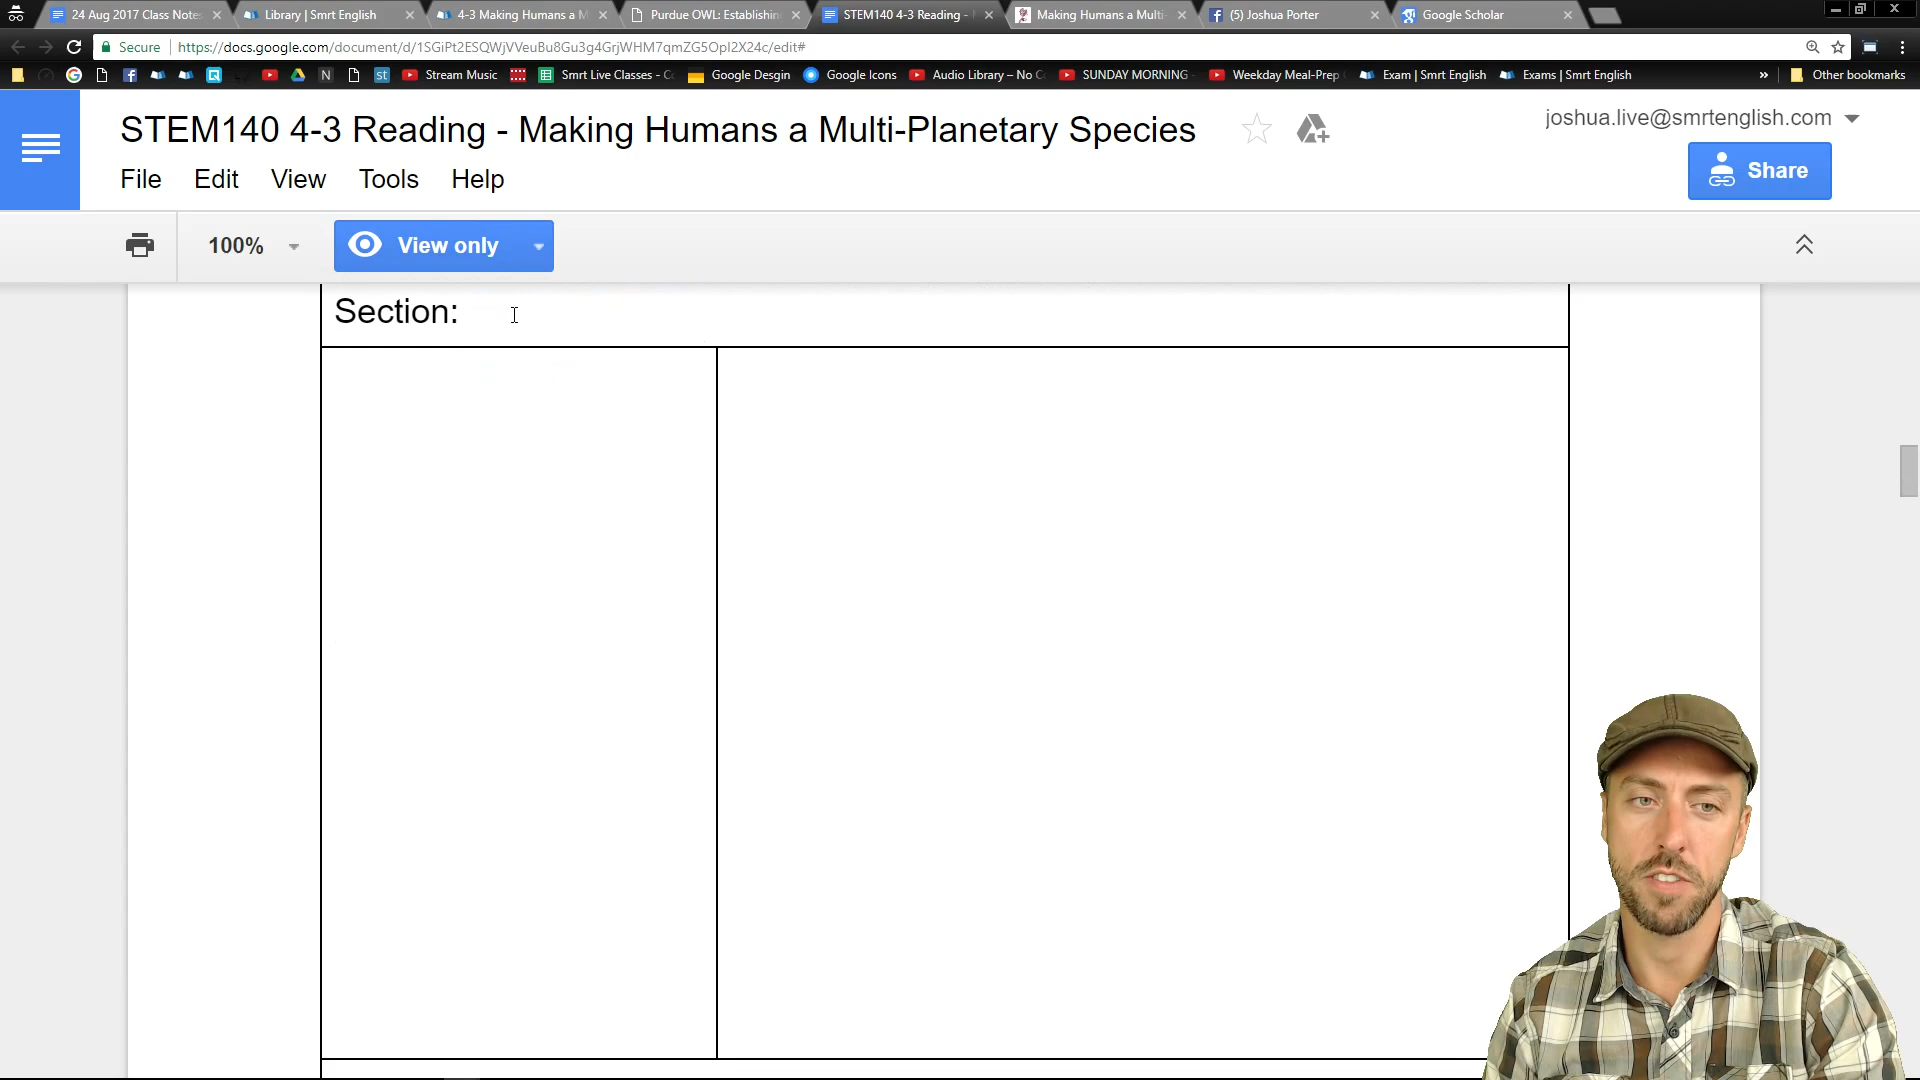 24 Aug 2017 Class Notes
Library | Smrt English
4-3 Making Humans a M
Purdue OWL: Establishin
STEM140 4-3 Reading -
Making Humans a Multi-
(5) Joshua Porter
Google Scholar
Secure
https://docs.google.com/document/d/1SGiPt2ESQWjVVeuBu8Gu3g4GrjWHM7qmZG5OpI2X24c/edit#
Stream Music
Smrt Live Classes - Co
Google Desgin
Google Icons
Audio Library – No C
SUNDAY MORNING
Weekday Meal-Prep
Exam | Smrt English
Exams | Smrt English
»
Other bookmarks
STEM140 4-3 Reading - Making Humans a Multi-Planetary Species
joshua.live@smrtenglish.com
File Edit View Tools Help
Share
100%
View only
Section: